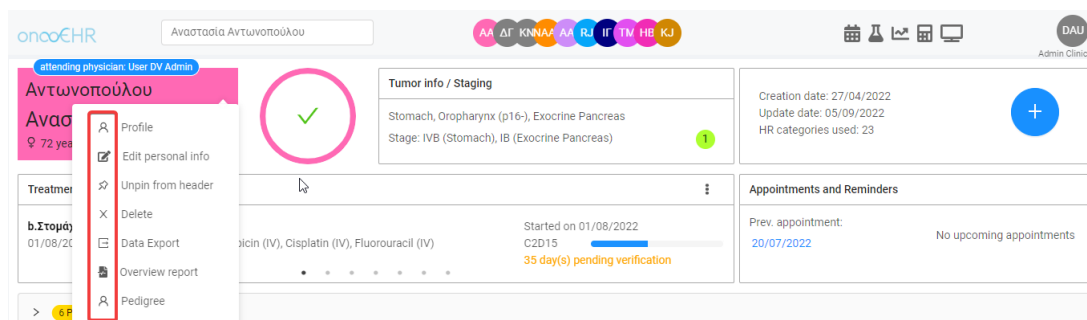 oncoEHR
Αναστασία Αντωνοπούλου
AA ΔΓ KN NA AA RJ ΙΓ TM HB KJ
DAU
Admin Clinic
attending physician: User DV Admin
Αντωνοπούλου
Ανασ
♀ 72 yea
Profile
Edit personal info
Unpin from header
Delete
Data Export
Overview report
Pedigree
Tumor info / Staging
Stomach, Oropharynx (p16-), Exocrine Pancreas
Stage: IVB (Stomach), IB (Exocrine Pancreas)
1
Creation date: 27/04/2022
Update date: 05/09/2022
HR categories used: 23
Treatmen
b.Στομάχ
01/08/20
bicin (IV), Cisplatin (IV), Fluorouracil (IV)
Started on 01/08/2022
C2D15
35 day(s) pending verification
Appointments and Reminders
Prev. appointment:
20/07/2022
No upcoming appointments
6 P